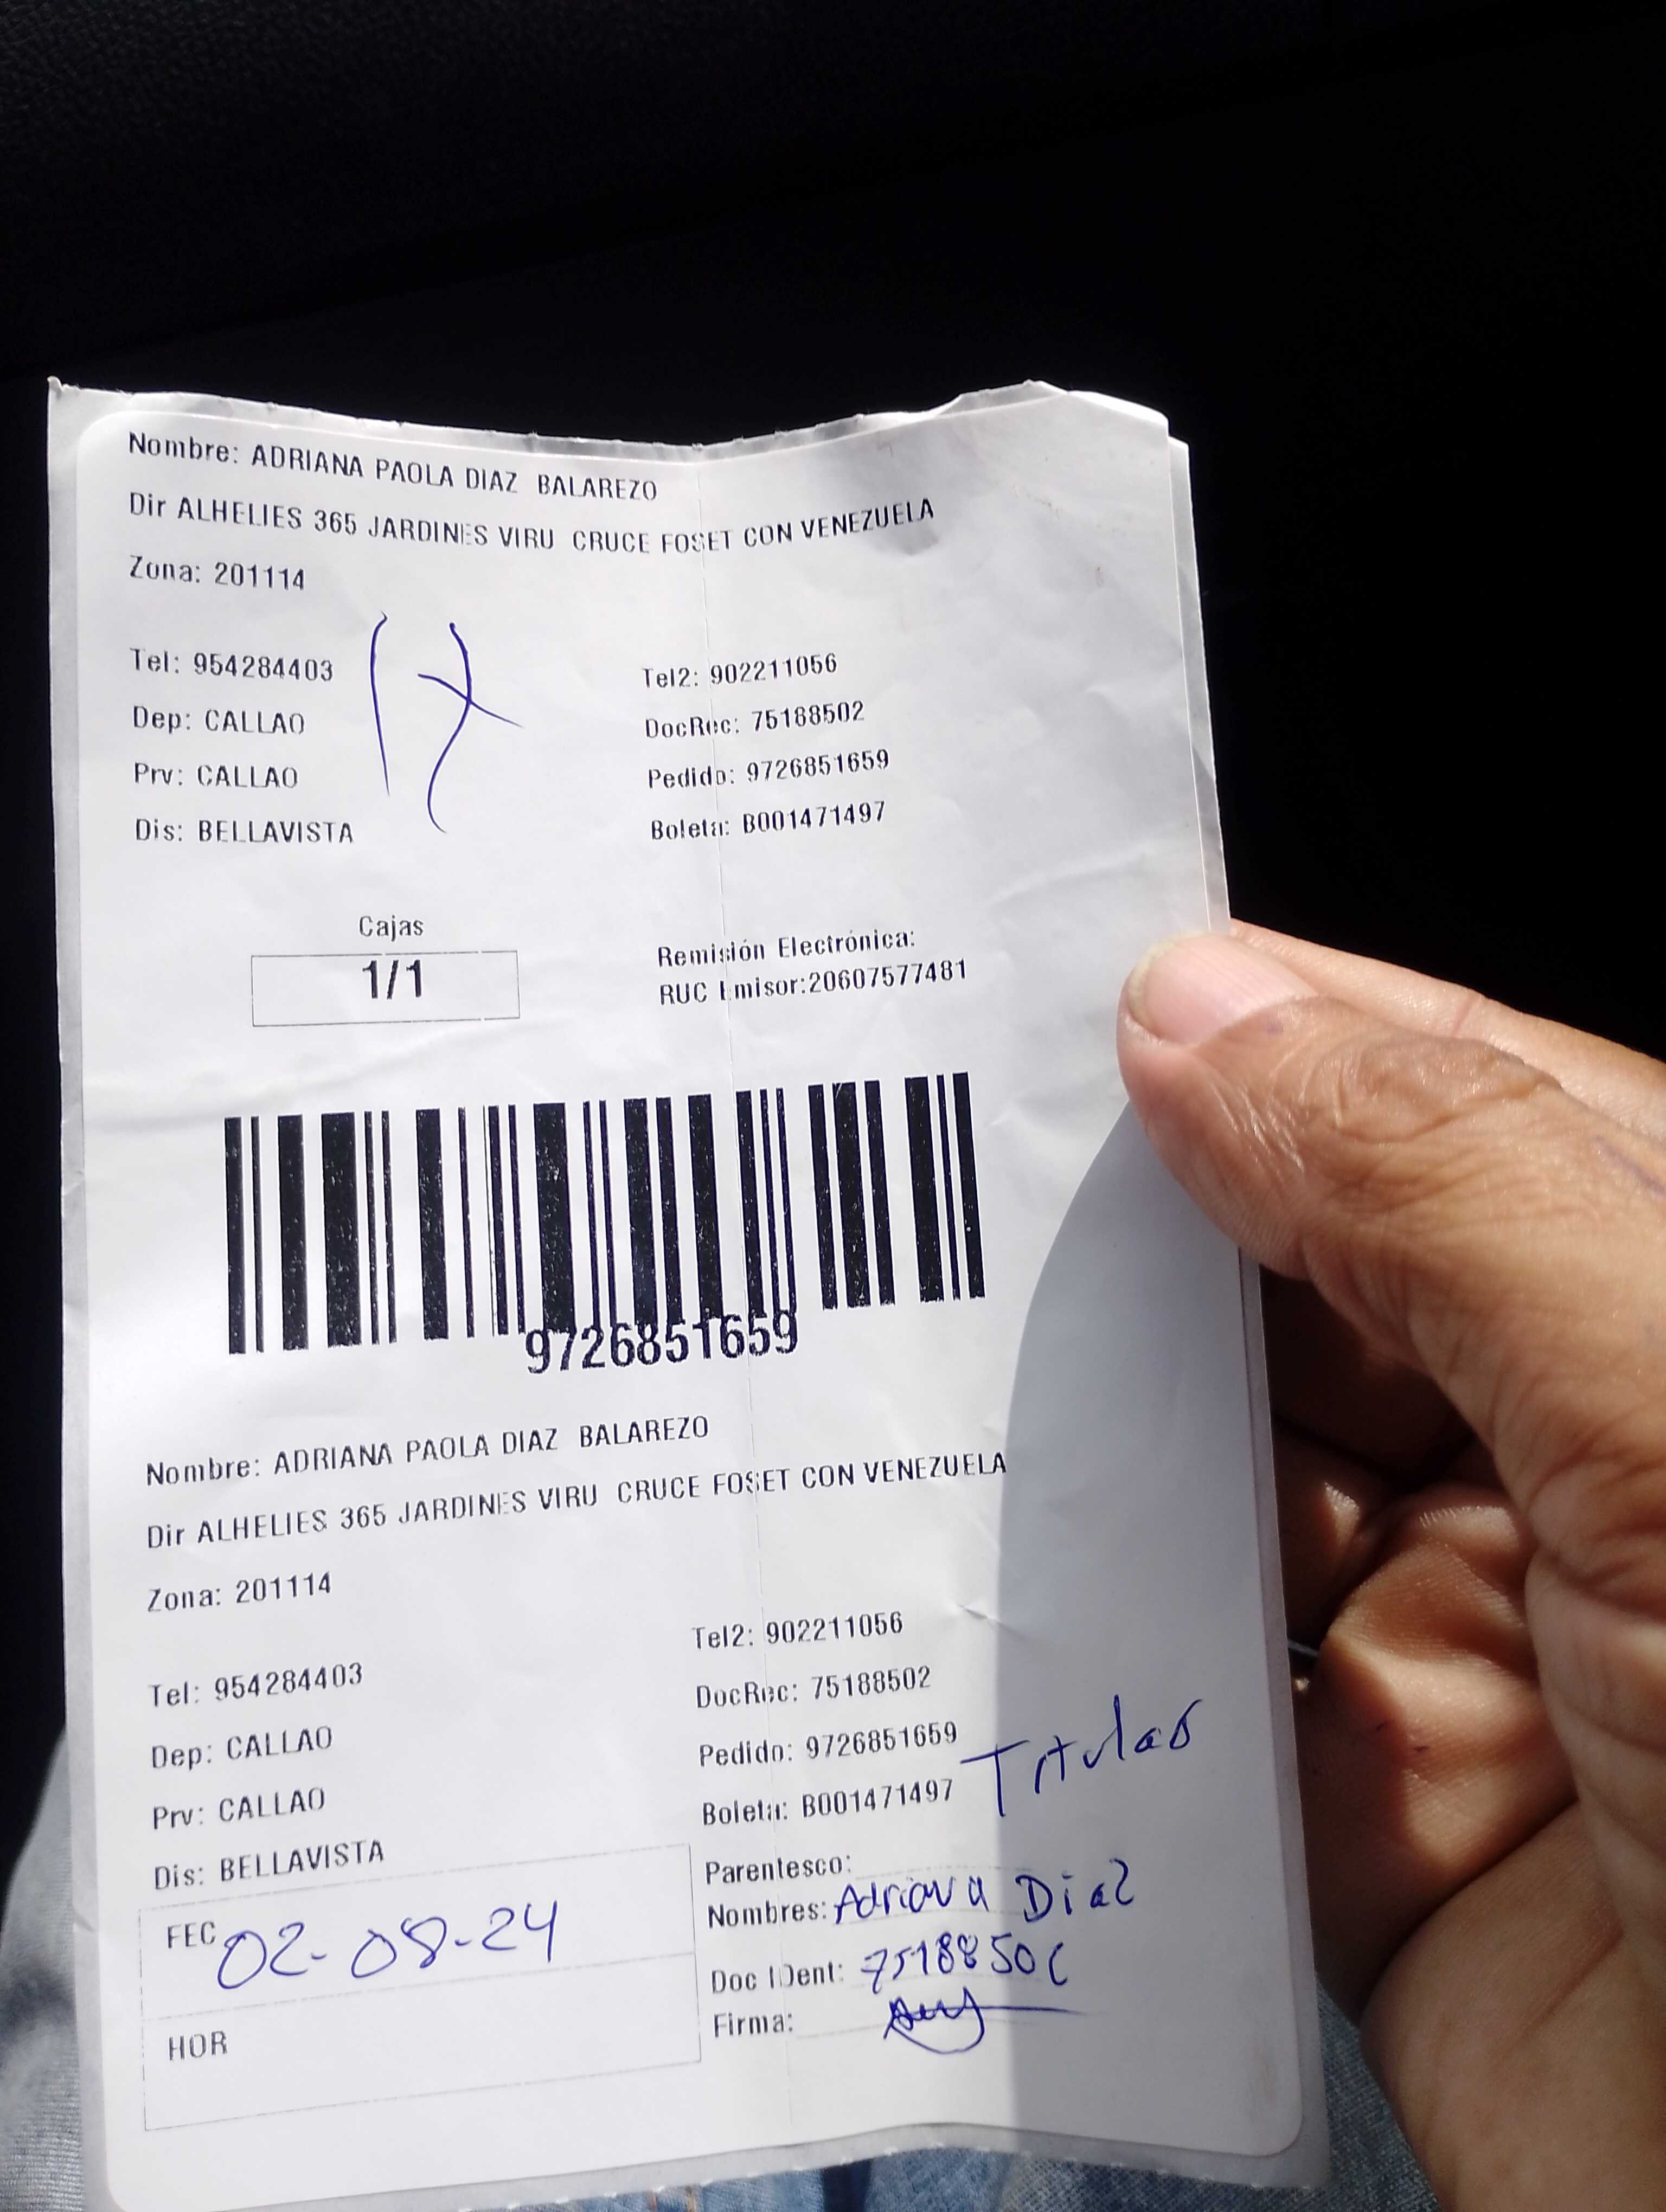 Nombre: ADRIANA PAOLA DIAZ BALAREZO
Dir ALHELIES 365 JARDINES VIRU CRUCE FOSET CON VENEZUELA
Zona: 201114
17
Tel: 954284403
Tel2: 902211056
Dep: CALLAO
DocRec: 75188502
Prv: CALLAO
Pedido: 9726851659
Dis: BELLAVISTA
Boleta: B001471497
Cajas
1/1
Remisión Electrónica:
RUC Emisor:20607577481
9726851659
Nombre: ADRIANA PAOLA DIAZ BALAREZO
Dir ALHELIES 365 JARDINES VIRU CRUCE FOSET CON VENEZUELA
Zona: 201114
Tel: 954284403
Tel2: 902211056
Dep: CALLAO
DocRec: 75188502
Prv: CALLAO
Pedido: 9726851659
Dis: BELLAVISTA
Boleta: B001471497
Titular
Parentesco:
FEC 02-08-24
Nombres: Adriana Diaz
Doc IDent: 75188502
HOR
Firma: